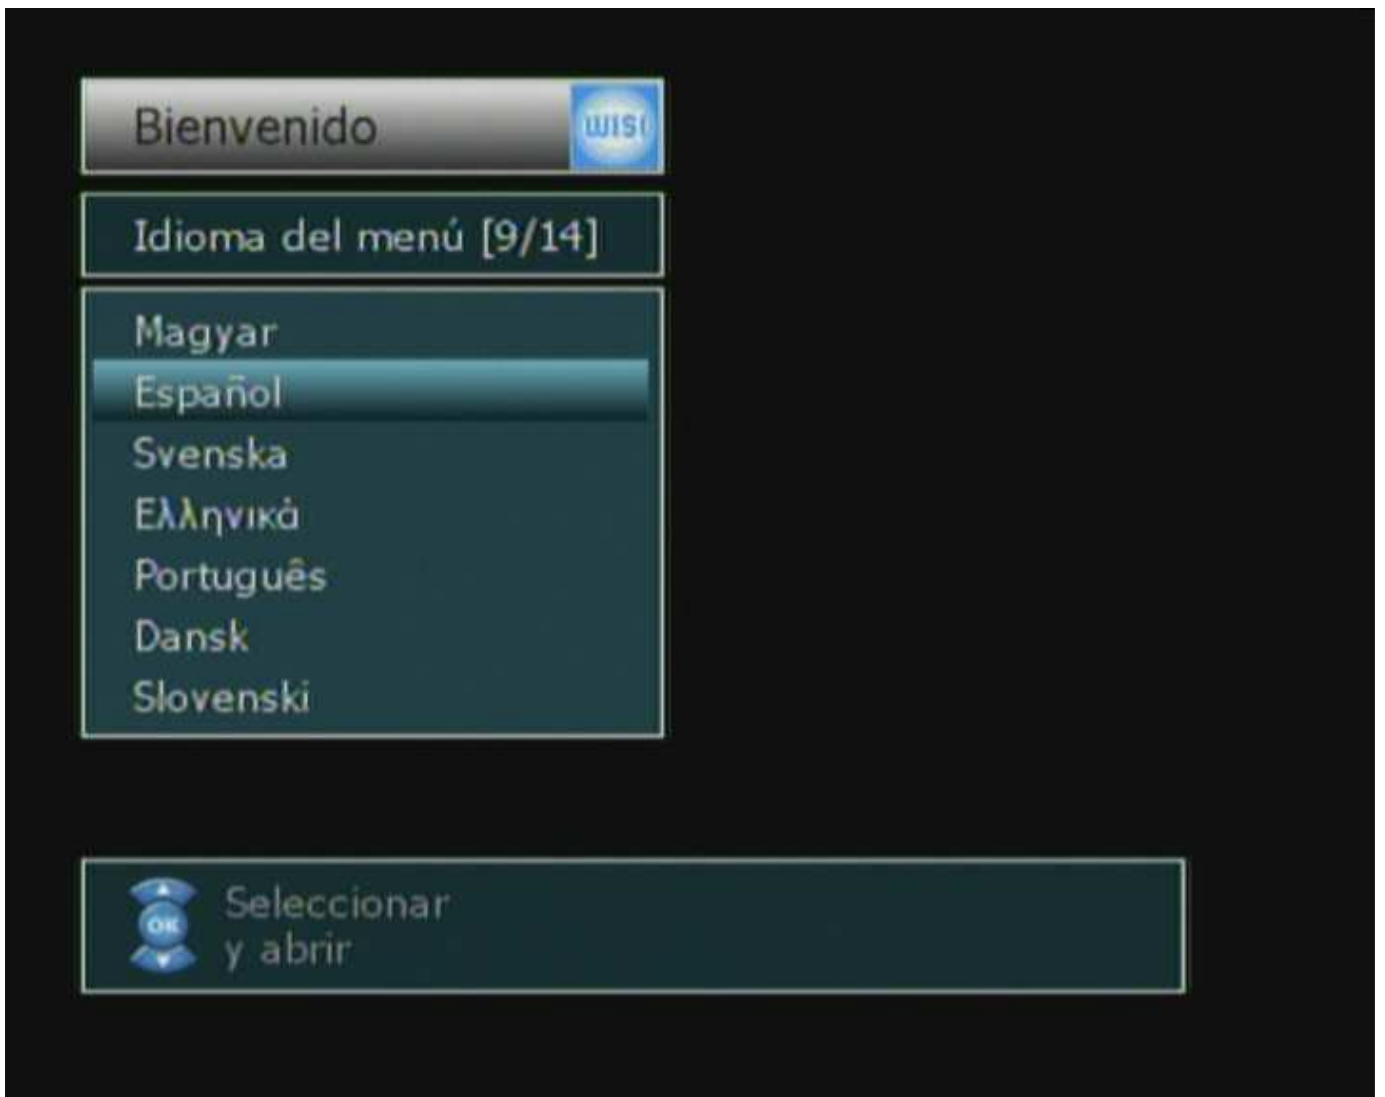 Bienvenido
WISI
Idioma del menú [9/14]
Magyar
Español
Svenska
Ελληνικά
Português
Dansk
Slovenski
OK
Seleccionar
y abrir